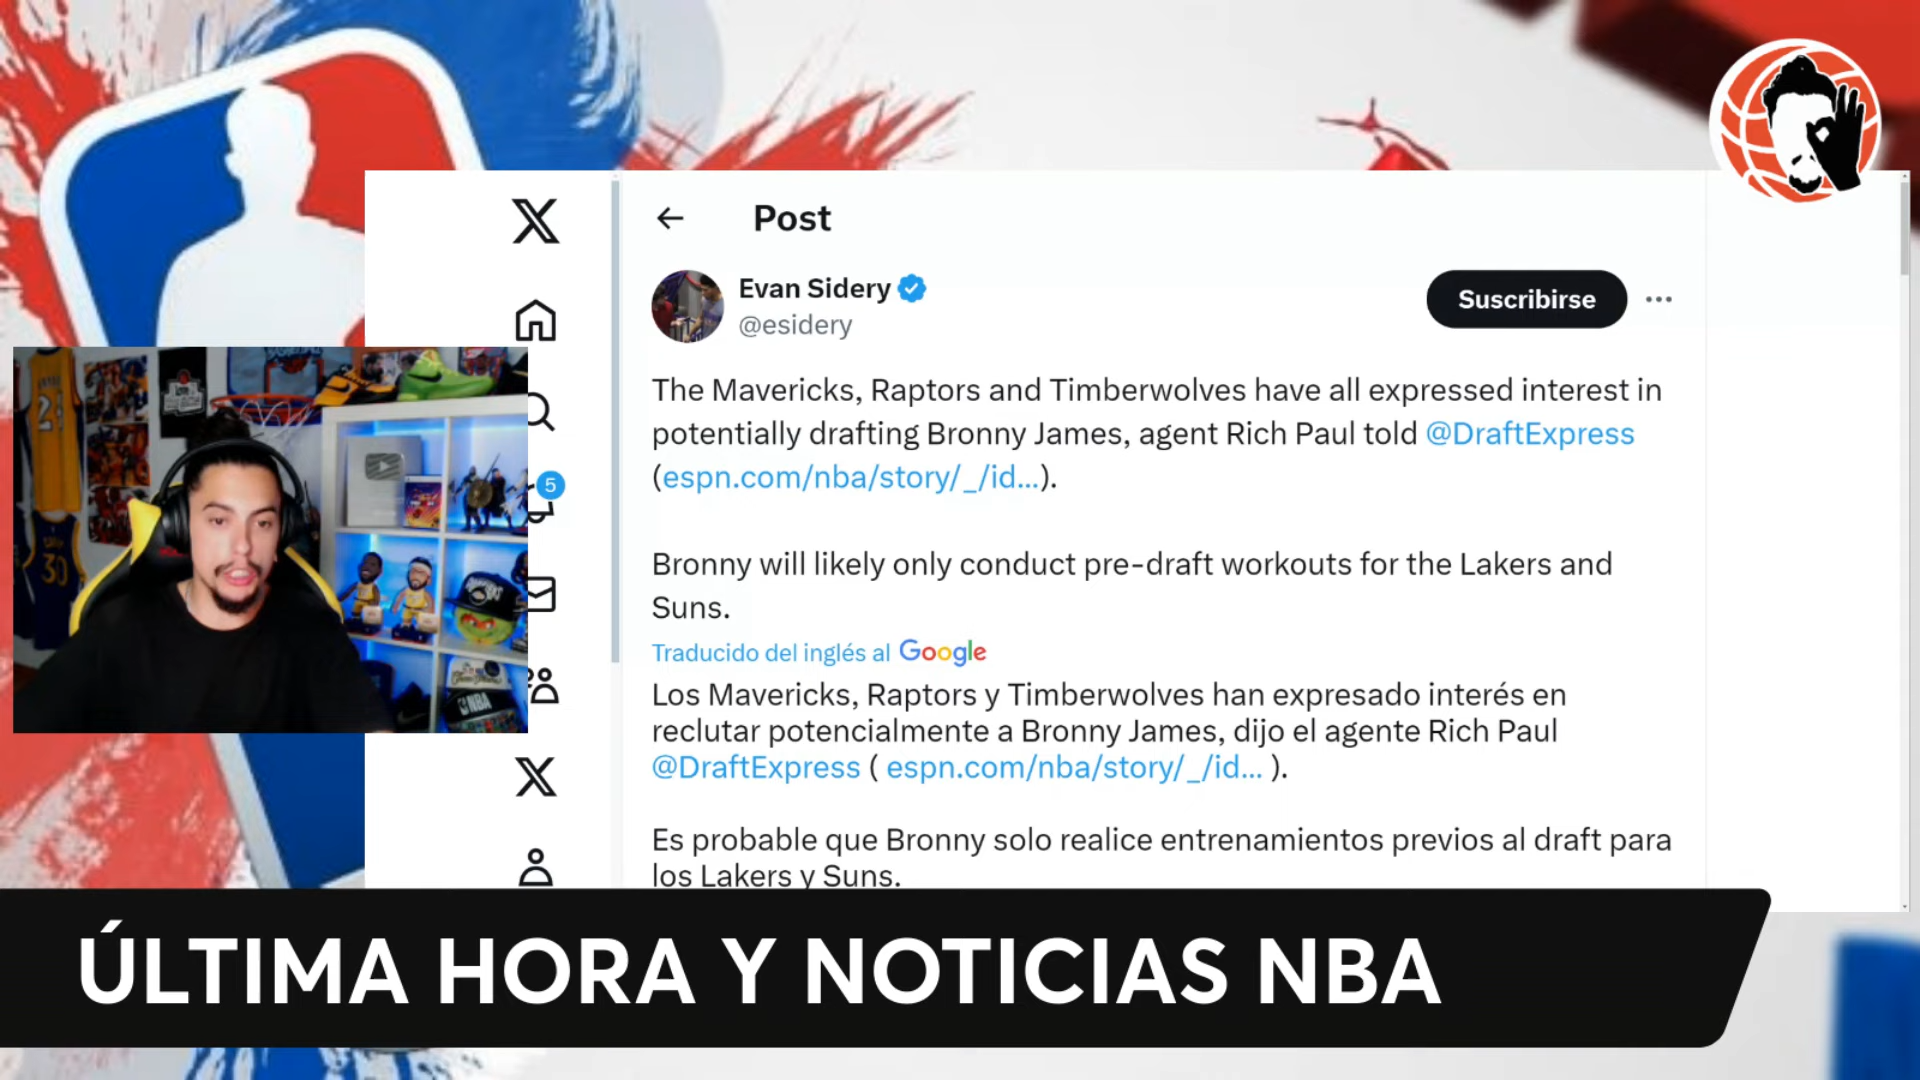 Post
Evan Sidery
@esidery
Suscribirse
The Mavericks, Raptors and Timberwolves have all expressed interest in
potentially drafting Bronny James, agent Rich Paul told @DraftExpress
(espn.com/nba/story/_/id...).
Bronny will likely only conduct pre-draft workouts for the Lakers and
Suns.
Traducido del inglés al Google
Los Mavericks, Raptors y Timberwolves han expresado interés en
reclutar potencialmente a Bronny James, dijo el agente Rich Paul
@DraftExpress ( espn.com/nba/story/_/id... ).
Es probable que Bronny solo realice entrenamientos previos al draft para
los Lakers y Suns.
5
30
NBA
ÚLTIMA HORA Y NOTICIAS NBA